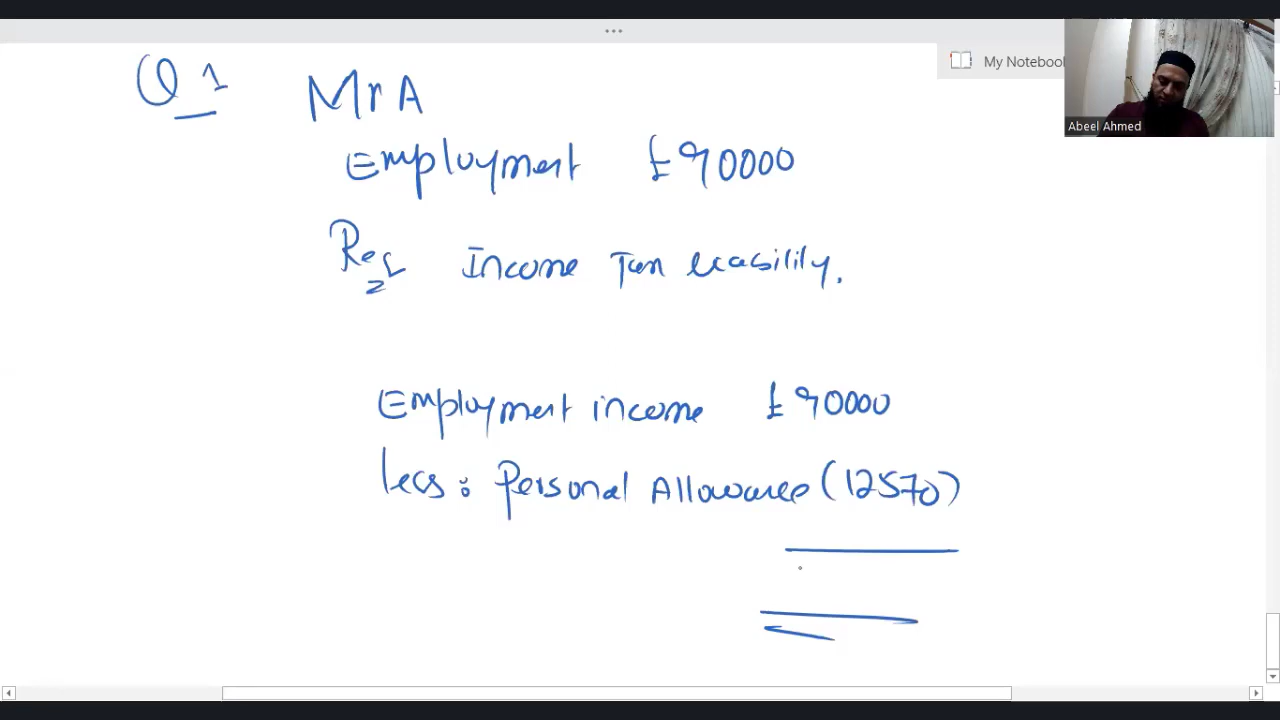 My Notebook
Abeel Ahmed
Q 1
Mr A
Employment £90000
Req Income Tax liability.
Employment income £90000
less: Personal Allowance (12570)